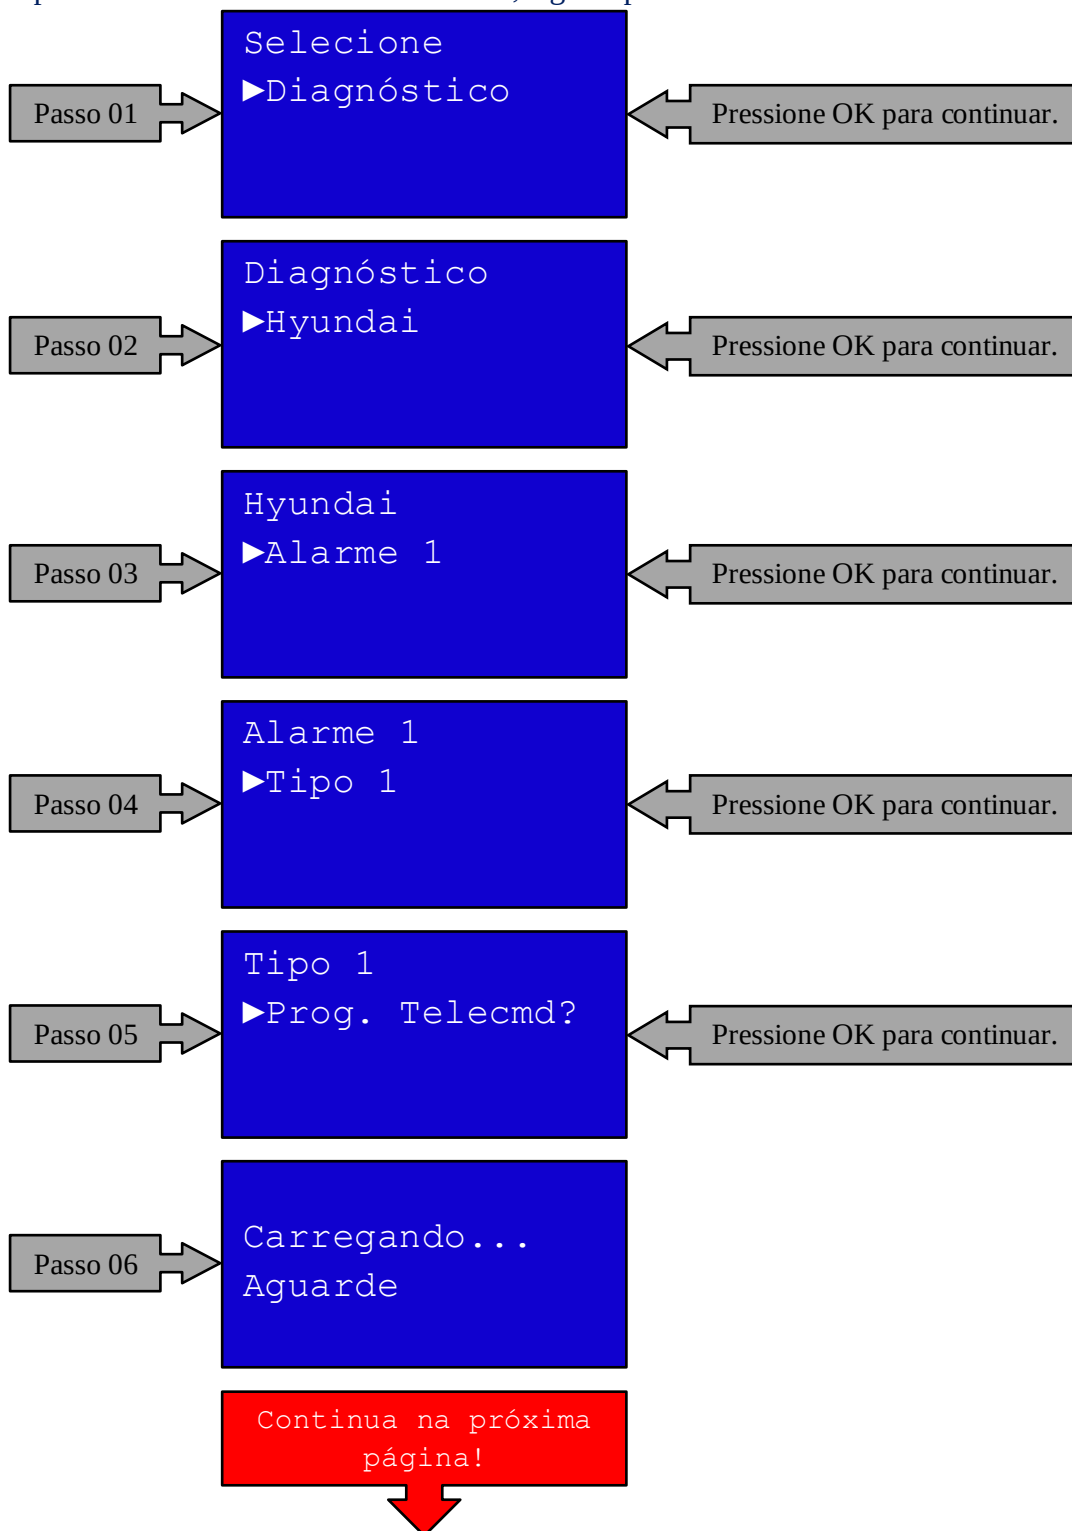 Selecione
►Diagnóstico
Passo 01
Pressione OK para continuar.
Diagnóstico
►Hyundai
Passo 02
Pressione OK para continuar.
Hyundai
►Alarme 1
Passo 03
Pressione OK para continuar.
Alarme 1
►Tipo 1
Passo 04
Pressione OK para continuar.
Tipo 1
►Prog. Telecmd?
Passo 05
Pressione OK para continuar.
Carregando...
Aguarde
Passo 06
Continua na próxima
página!